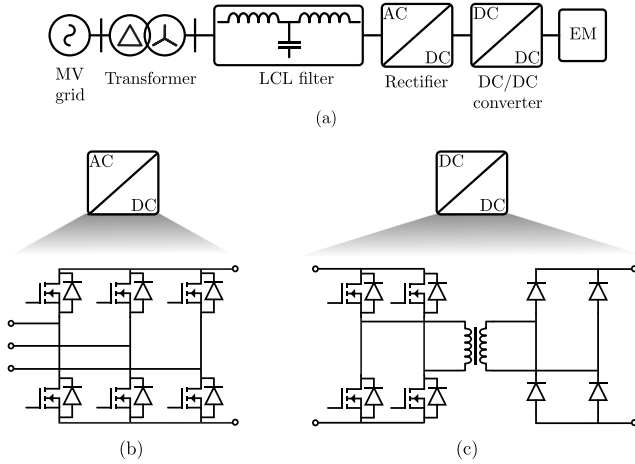 AC
DC
DC
DC
EM
MV
grid
Transformer
LCL filter
Rectifier
DC/DC
converter
(a)
AC
DC
DC
DC
(b)
(c)